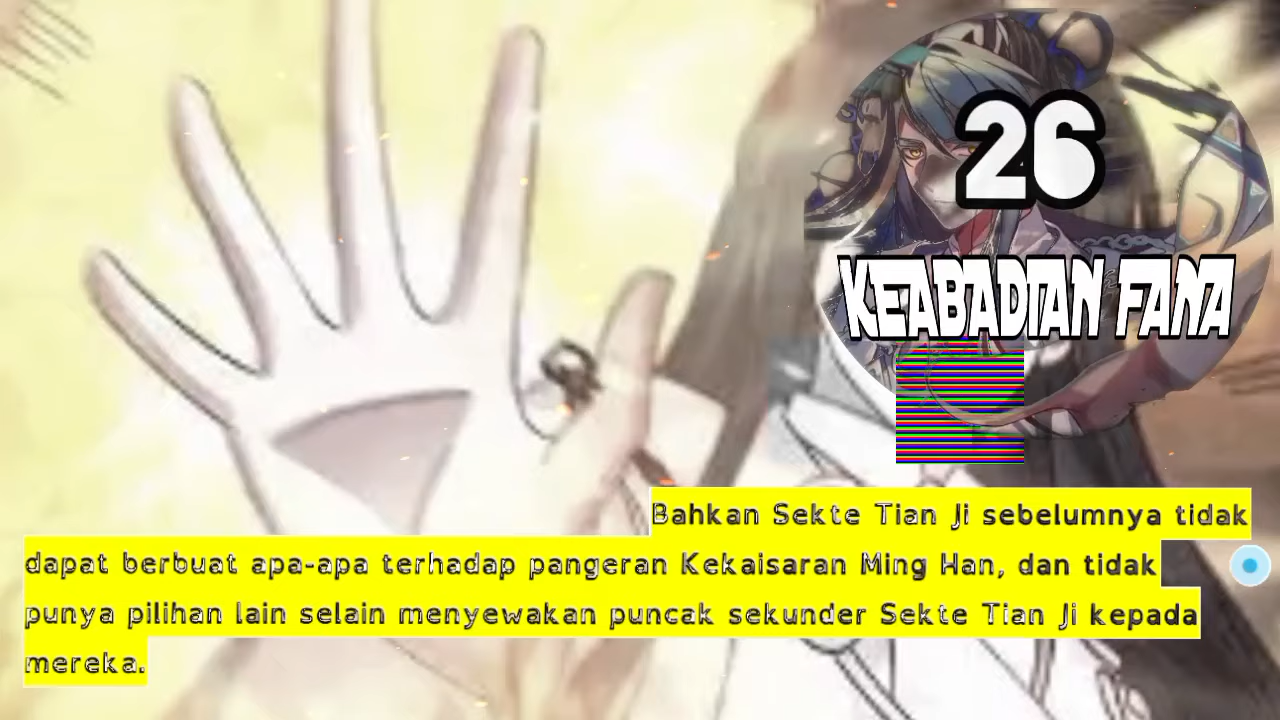 26
KEABADIAN FANA
Bahkan Sekte Tian Ji sebelumnya tidak
dapat berbuat apa-apa terhadap pangeran Kekaisaran Ming Han, dan tidak
punya pilihan lain selain menyewakan puncak sekunder Sekte Tian Ji kepada
mereka.